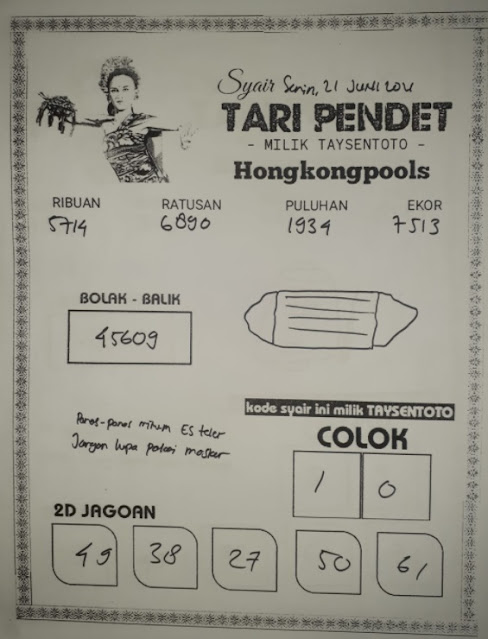 Syair Senin, 21 JUNI 2021
TARI PENDET
- MILIK TAYSENTOTO -
Hongkongpools
RIBUAN RATUSAN PULUHAN EKOR
5714 6890 1934 7513
BOLAK - BALIK
45609
kode syair ini milik TAYSENTOTO
Panas-panas minum Es teler
Jangan lupa pakai masker
COLOK
1 0
2D JAGOAN
49 38 27 50 61